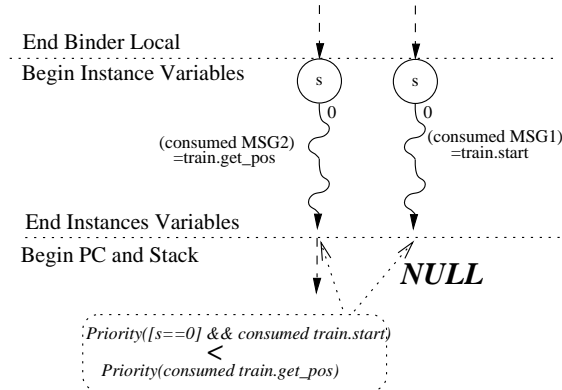 End Binder Local
Begin Instance Variables
s
s
0
0
(consumed MSG2)
=train.get_pos
(consumed MSG1)
=train.start
End Instances Variables
Begin PC and Stack
NULL
Priority([s==0] && consumed train.start)
<
Priority(consumed train.get_pos)